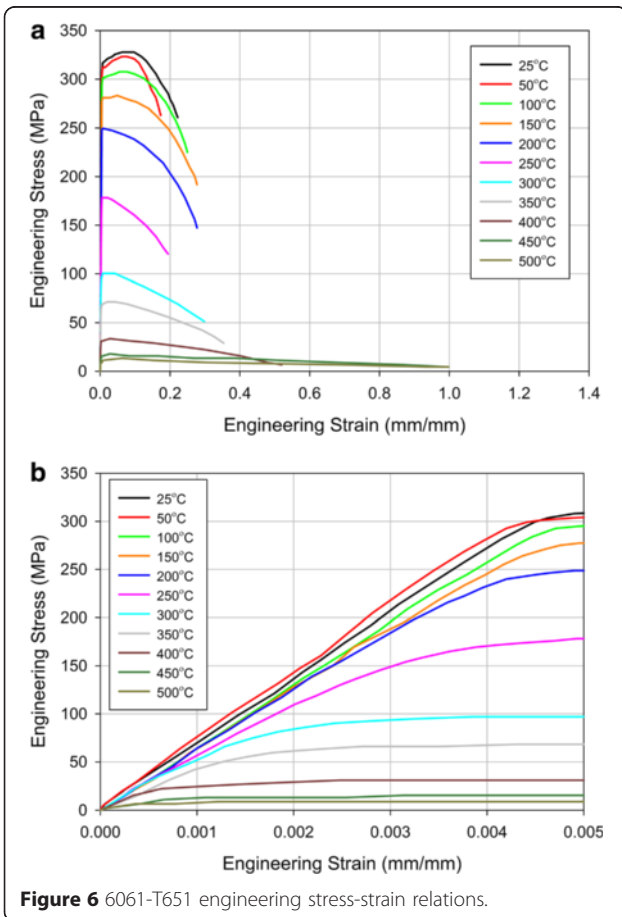 a
350
300
250
200
150
100
50
0
Engineering Stress (MPa)
25°C
50°C
100°C
150°C
200°C
250°C
300°C
350°C
400°C
450°C
500°C
0.0 0.2 0.4 0.6 0.8 1.0 1.2 1.4
Engineering Strain (mm/mm)
b
350
300
250
200
150
100
50
0
Engineering Stress (MPa)
25°C
50°C
100°C
150°C
200°C
250°C
300°C
350°C
400°C
450°C
500°C
0.000 0.001 0.002 0.003 0.004 0.005
Engineering Strain (mm/mm)
Figure 6 6061-T651 engineering stress-strain relations.